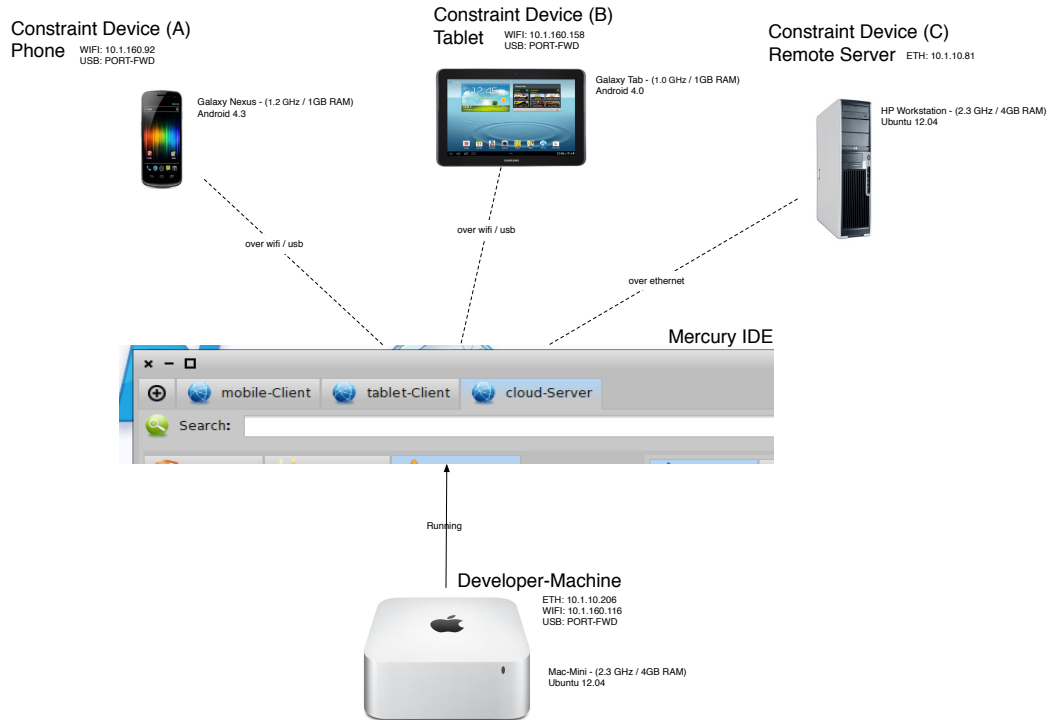 Constraint Device (A)
Phone
WIFI: 10.1.160.92
USB: PORT-FWD
Galaxy Nexus - (1.2 GHz / 1GB RAM)
Android 4.3
Constraint Device (B)
Tablet
WIFI: 10.1.160.158
USB: PORT-FWD
Galaxy Tab - (1.0 GHz / 1GB RAM)
Android 4.0
Constraint Device (C)
Remote Server
ETH: 10.1.10.81
HP Workstation - (2.3 GHz / 4GB RAM)
Ubuntu 12.04
over wifi / usb
over wifi / usb
over ethernet
Mercury IDE
mobile-Client
tablet-Client
cloud-Server
Search:
Running
Developer-Machine
ETH: 10.1.10.206
WIFI: 10.1.160.116
USB: PORT-FWD
Mac-Mini - (2.3 GHz / 4GB RAM)
Ubuntu 12.04